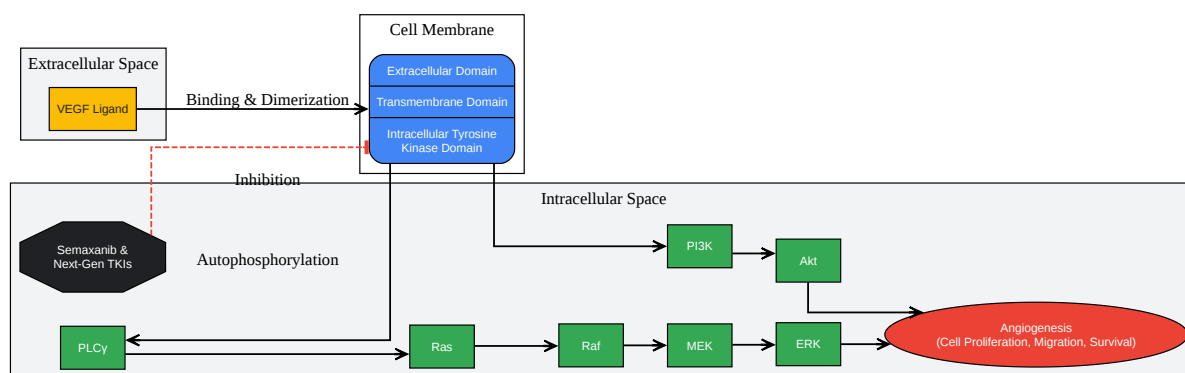 Cell Membrane
Extracellular Space
Extracellular Domain
VEGF Ligand
Binding & Dimerization
Transmembrane Domain
Intracellular Tyrosine
Kinase Domain
Inhibition
Intracellular Space
Semaxanib &
Next-Gen TKIs
Autophosphorylation
PI3K
Akt
PLCγ
Ras
Raf
MEK
ERK
Angiogenesis
(Cell Proliferation, Migration, Survival)